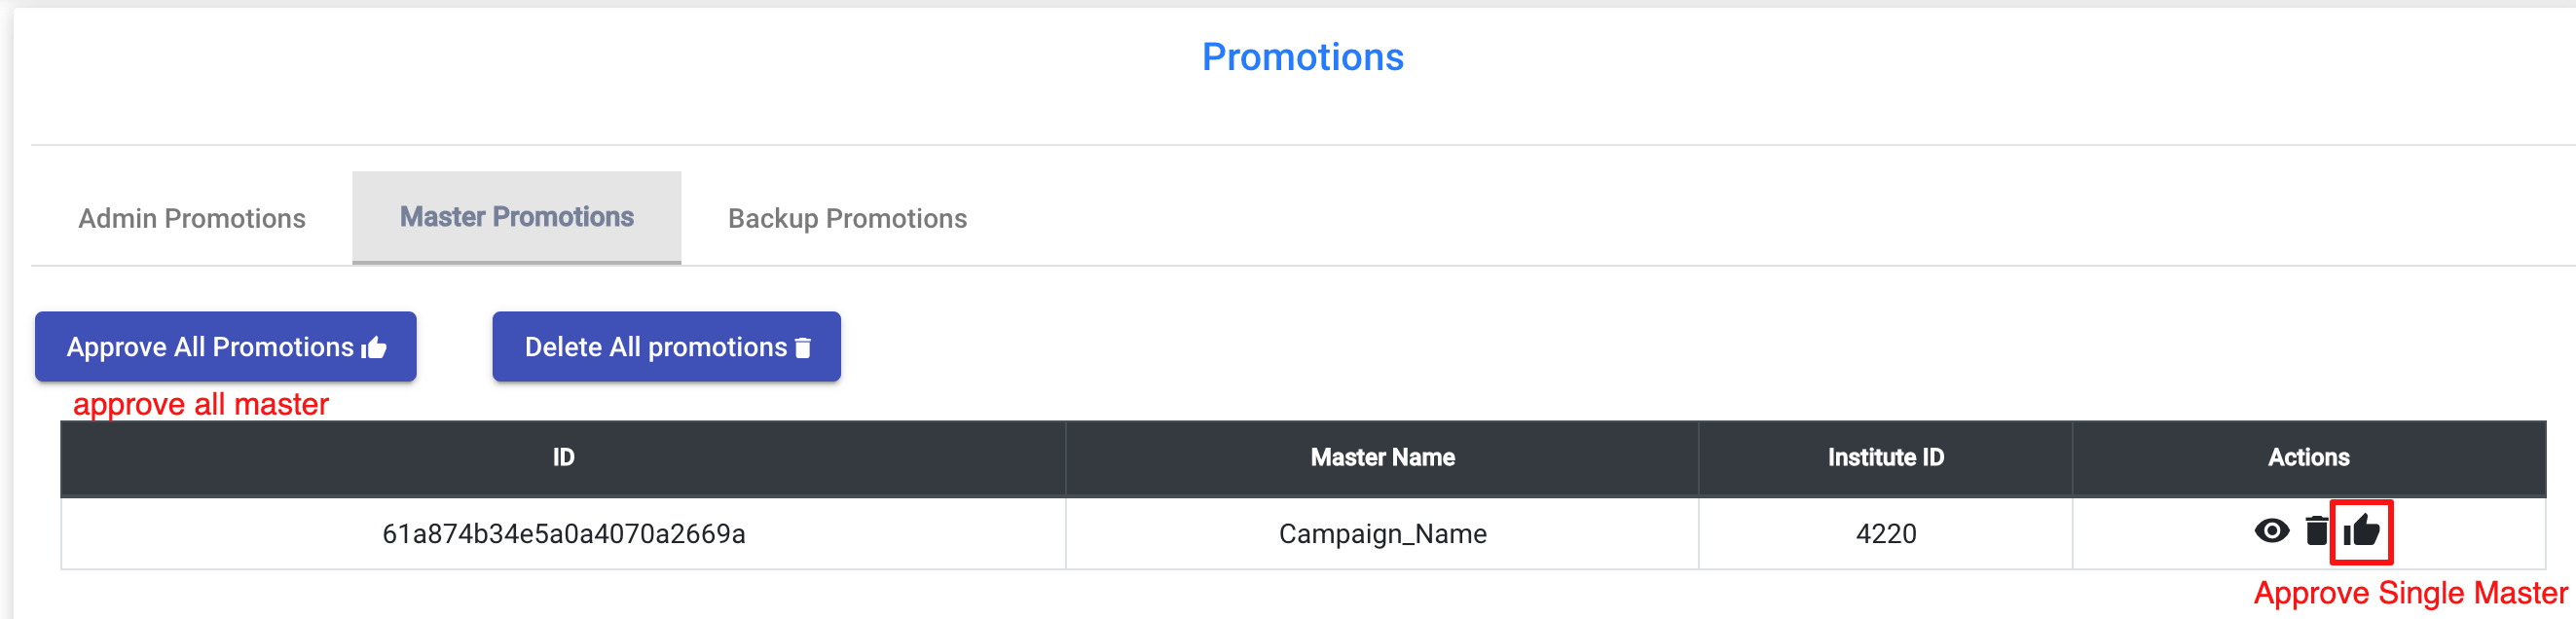 Promotions
Admin Promotions Master Promotions Backup Promotions
Approve All Promotions Delete All promotions
approve all master
ID Master Name Institute ID Actions
61a874b34e5a0a4070a2669a Campaign_Name 4220
Approve Single Master